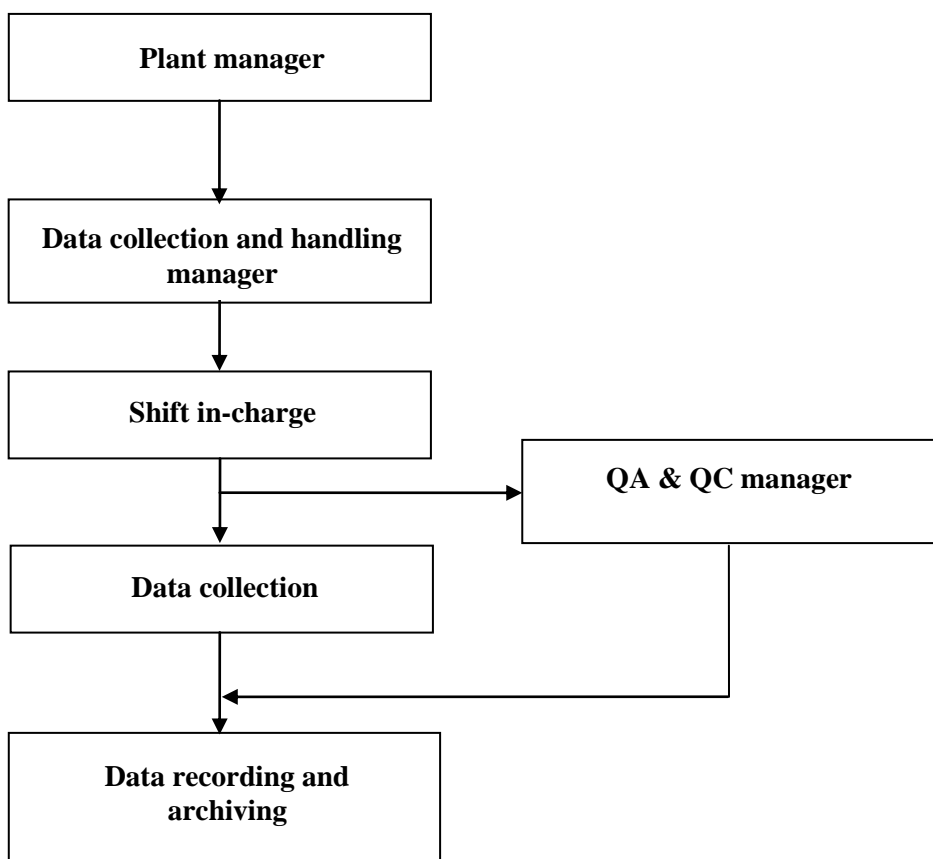 Plant manager
Data collection and handling
manager
Shift in-charge
QA & QC manager
Data collection
Data recording and
archiving